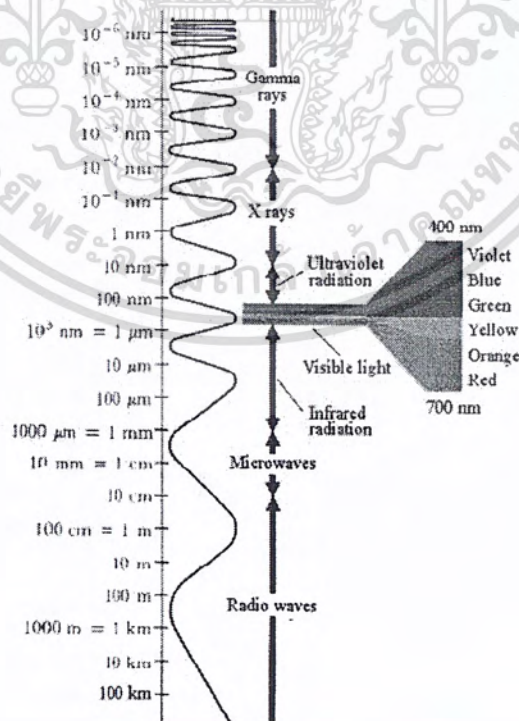 10⁻⁶ nm
10⁻⁵ nm
10⁻⁴ nm
10⁻³ nm
10⁻² nm
10⁻¹ nm
1 nm
10 nm
100 nm
10³ nm = 1 μm
10 μm
100 μm
1000 μm = 1 mm
10 mm = 1 cm
10 cm
100 cm = 1 m
10 m
100 m
1000 m = 1 km
10 km
100 km
Gamma
rays
X rays
Ultraviolet
radiation
Visible light
Infrared
radiation
Microwaves
Radio waves
400 nm
Violet
Blue
Green
Yellow
Orange
Red
700 nm